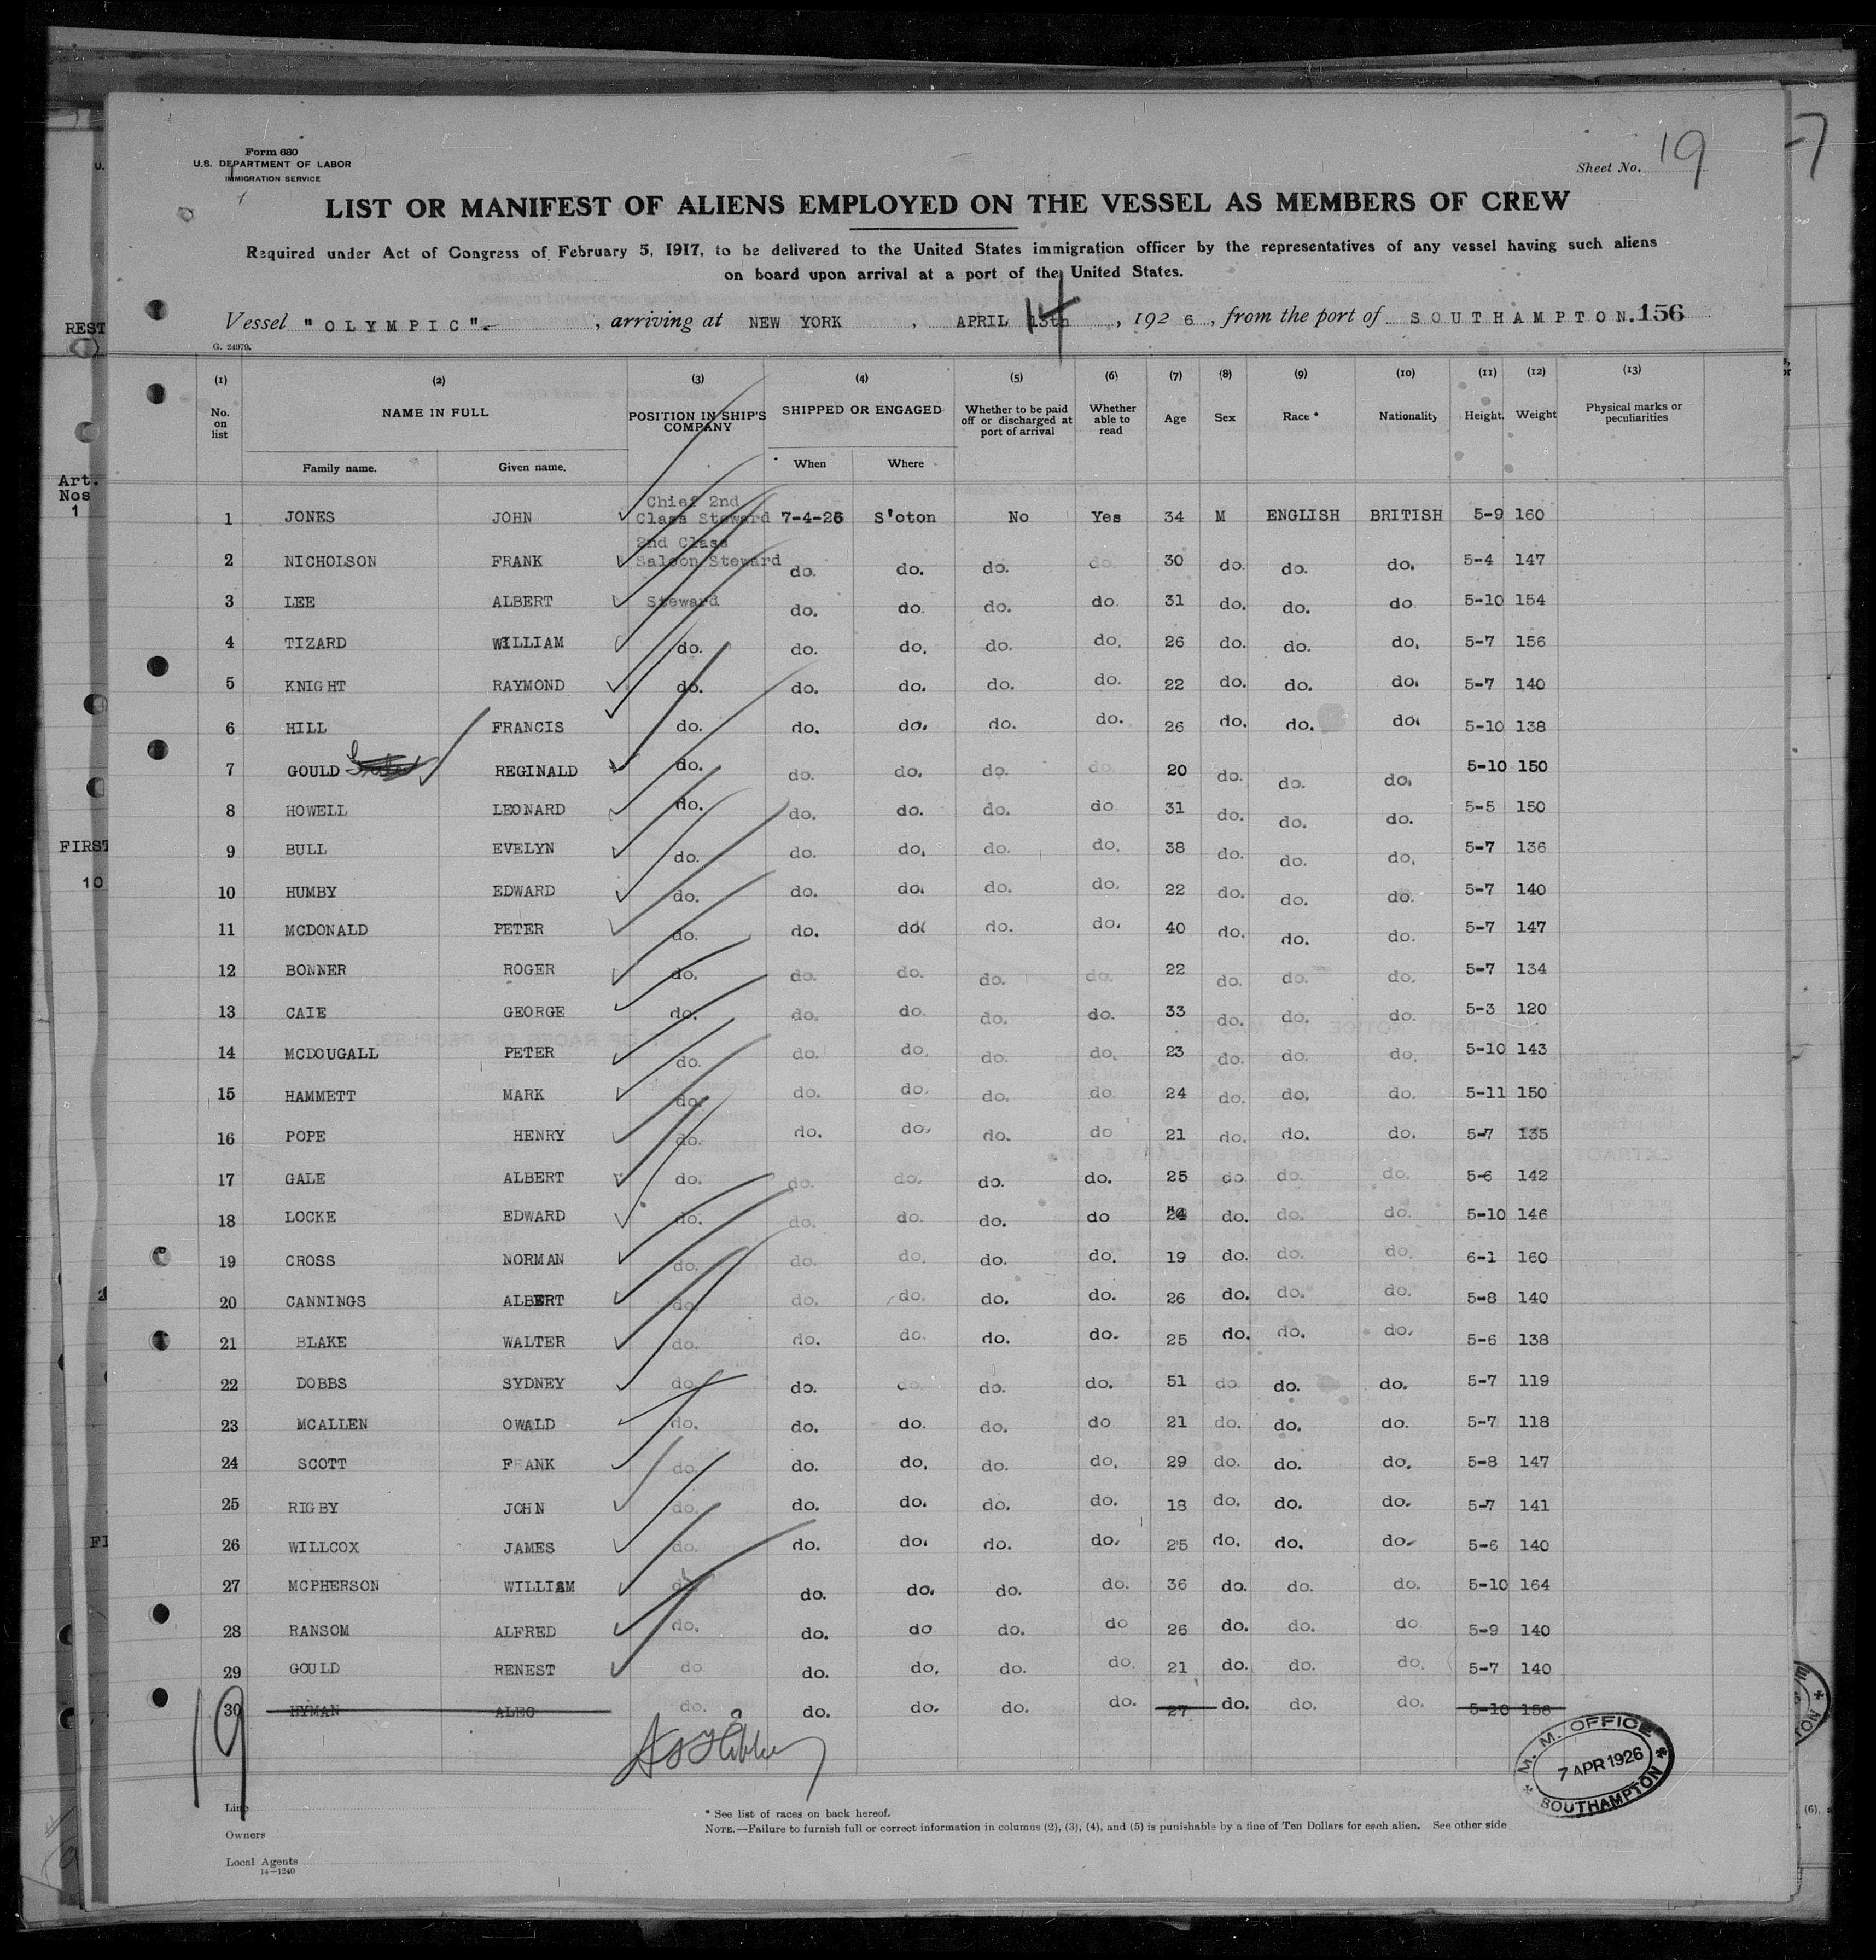 Form 680
U.S. DEPARTMENT OF LABOR
IMMIGRATION SERVICE
Sheet No. 19
LIST OR MANIFEST OF ALIENS EMPLOYED ON THE VESSEL AS MEMBERS OF CREW
Required under Act of Congress of February 5, 1917, to be delivered to the United States immigration officer by the representatives of any vessel having such aliens
on board upon arrival at a port of the United States.
Vessel "OLYMPIC". , arriving at NEW YORK , APRIL 13th 14 , 192 6 , from the port of SOUTHAMPTON. 156
G. 24979.
(1) (2) (3) (4) (5) (6) (7) (8) (9) (10) (11) (12) (13)
No. on list NAME IN FULL POSITION IN SHIP'S COMPANY SHIPPED OR ENGAGED Whether to be paid off or discharged at port of arrival Whether able to read Age Sex Race * Nationality Height. Weight Physical marks or peculiarities
Family name. Given name. When Where
1 JONES JOHN Chief 2nd Class Steward 7-4-26 S'oton No Yes 34 M ENGLISH BRITISH 5-9 160
2 NICHOLSON FRANK 2nd Class Saloon Steward do. do. do. do. 30 do. do. do. 5-4 147
3 LEE ALBERT Steward do. do. do. do 31 do. do. do 5-10 154
4 TIZARD WILLIAM do. do. do. do. do. 26 do. do. do. 5-7 156
5 KNIGHT RAYMOND do. do. do. do. do. 22 do. do. do. 5-7 140
6 HILL FRANCIS do. do. do. do. do. 26 do. do. do. 5-10 138
7 GOULD REGINALD do. do. do. do. do. 20 do. do. do. 5-10 150
8 HOWELL LEONARD do. do. do. do. do 31 do. do. do. 5-5 150
9 BULL EVELYN do. do. do. do. do. 38 do. do. do. 5-7 136
10 HUMBY EDWARD do. do. do. do. do. 22 do. do. do. 5-7 140
11 MCDONALD PETER do. do. do. do. do. 40 do. do. do. 5-7 147
12 BONNER ROGER do. do. do. do. do. 22 do. do. do. 5-7 134
13 CAIE GEORGE do. do. do. do. do. 33 do. do. do. 5-3 120
14 MCDOUGALL PETER do. do. do. do. do. 23 do. do. do. 5-10 143
15 HAMMETT MARK do. do. do. do. do. 24 do. do. do. 5-11 150
16 POPE HENRY do. do. do. do. do 21 do. do. do. 5-7 135
17 GALE ALBERT do. do. do. do. do. 25 do do. do. 5-6 142
18 LOCKE EDWARD do. do. do. do. do 24 do. do. do. 5-10 146
19 CROSS NORMAN do. do. do. do. do. 19 do. do. do. 6-1 160
20 CANNINGS ALBERT do. do. do. do. do. 26 do. do. do. 5-8 140
21 BLAKE WALTER do. do. do. do. do. 25 do. do. do. 5-6 138
22 DOBBS SYDNEY do. do. do. do. do. 51 do. do. do. 5-7 119
23 MCALLEN OWALD do. do. do. do. do 21 do. do. do. 5-7 118
24 SCOTT FRANK do. do. do. do. do. 29 do. do. do. 5-8 147
25 RIGBY JOHN do. do. do. do. do. 18 do. do. do. 5-7 141
26 WILLCOX JAMES do. do. do. do. do. 25 do. do. do. 5-6 140
27 MCPHERSON WILLIAM do. do. do. do. do. 36 do. do. do. 5-10 164
28 RANSOM ALFRED do. do. do do. do 26 do. do. do 5-9 140
29 GOULD RENEST do do. do. do. do. 21 do. do. do. 5-7 140
30 HYMAN ALEC do. do. do. do. do. 27 do. do. do. 5-10 156
19
M. M. OFFICE
7 APR 1926
SOUTHAMPTON
Line
Owners
Local Agents
14-1240
* See list of races on back hereof.
NOTE.—Failure to furnish full or correct information in columns (2), (3), (4), and (5) is punishable by a fine of Ten Dollars for each alien. See other side
REST
Art.
Nos
1
FIRST
10